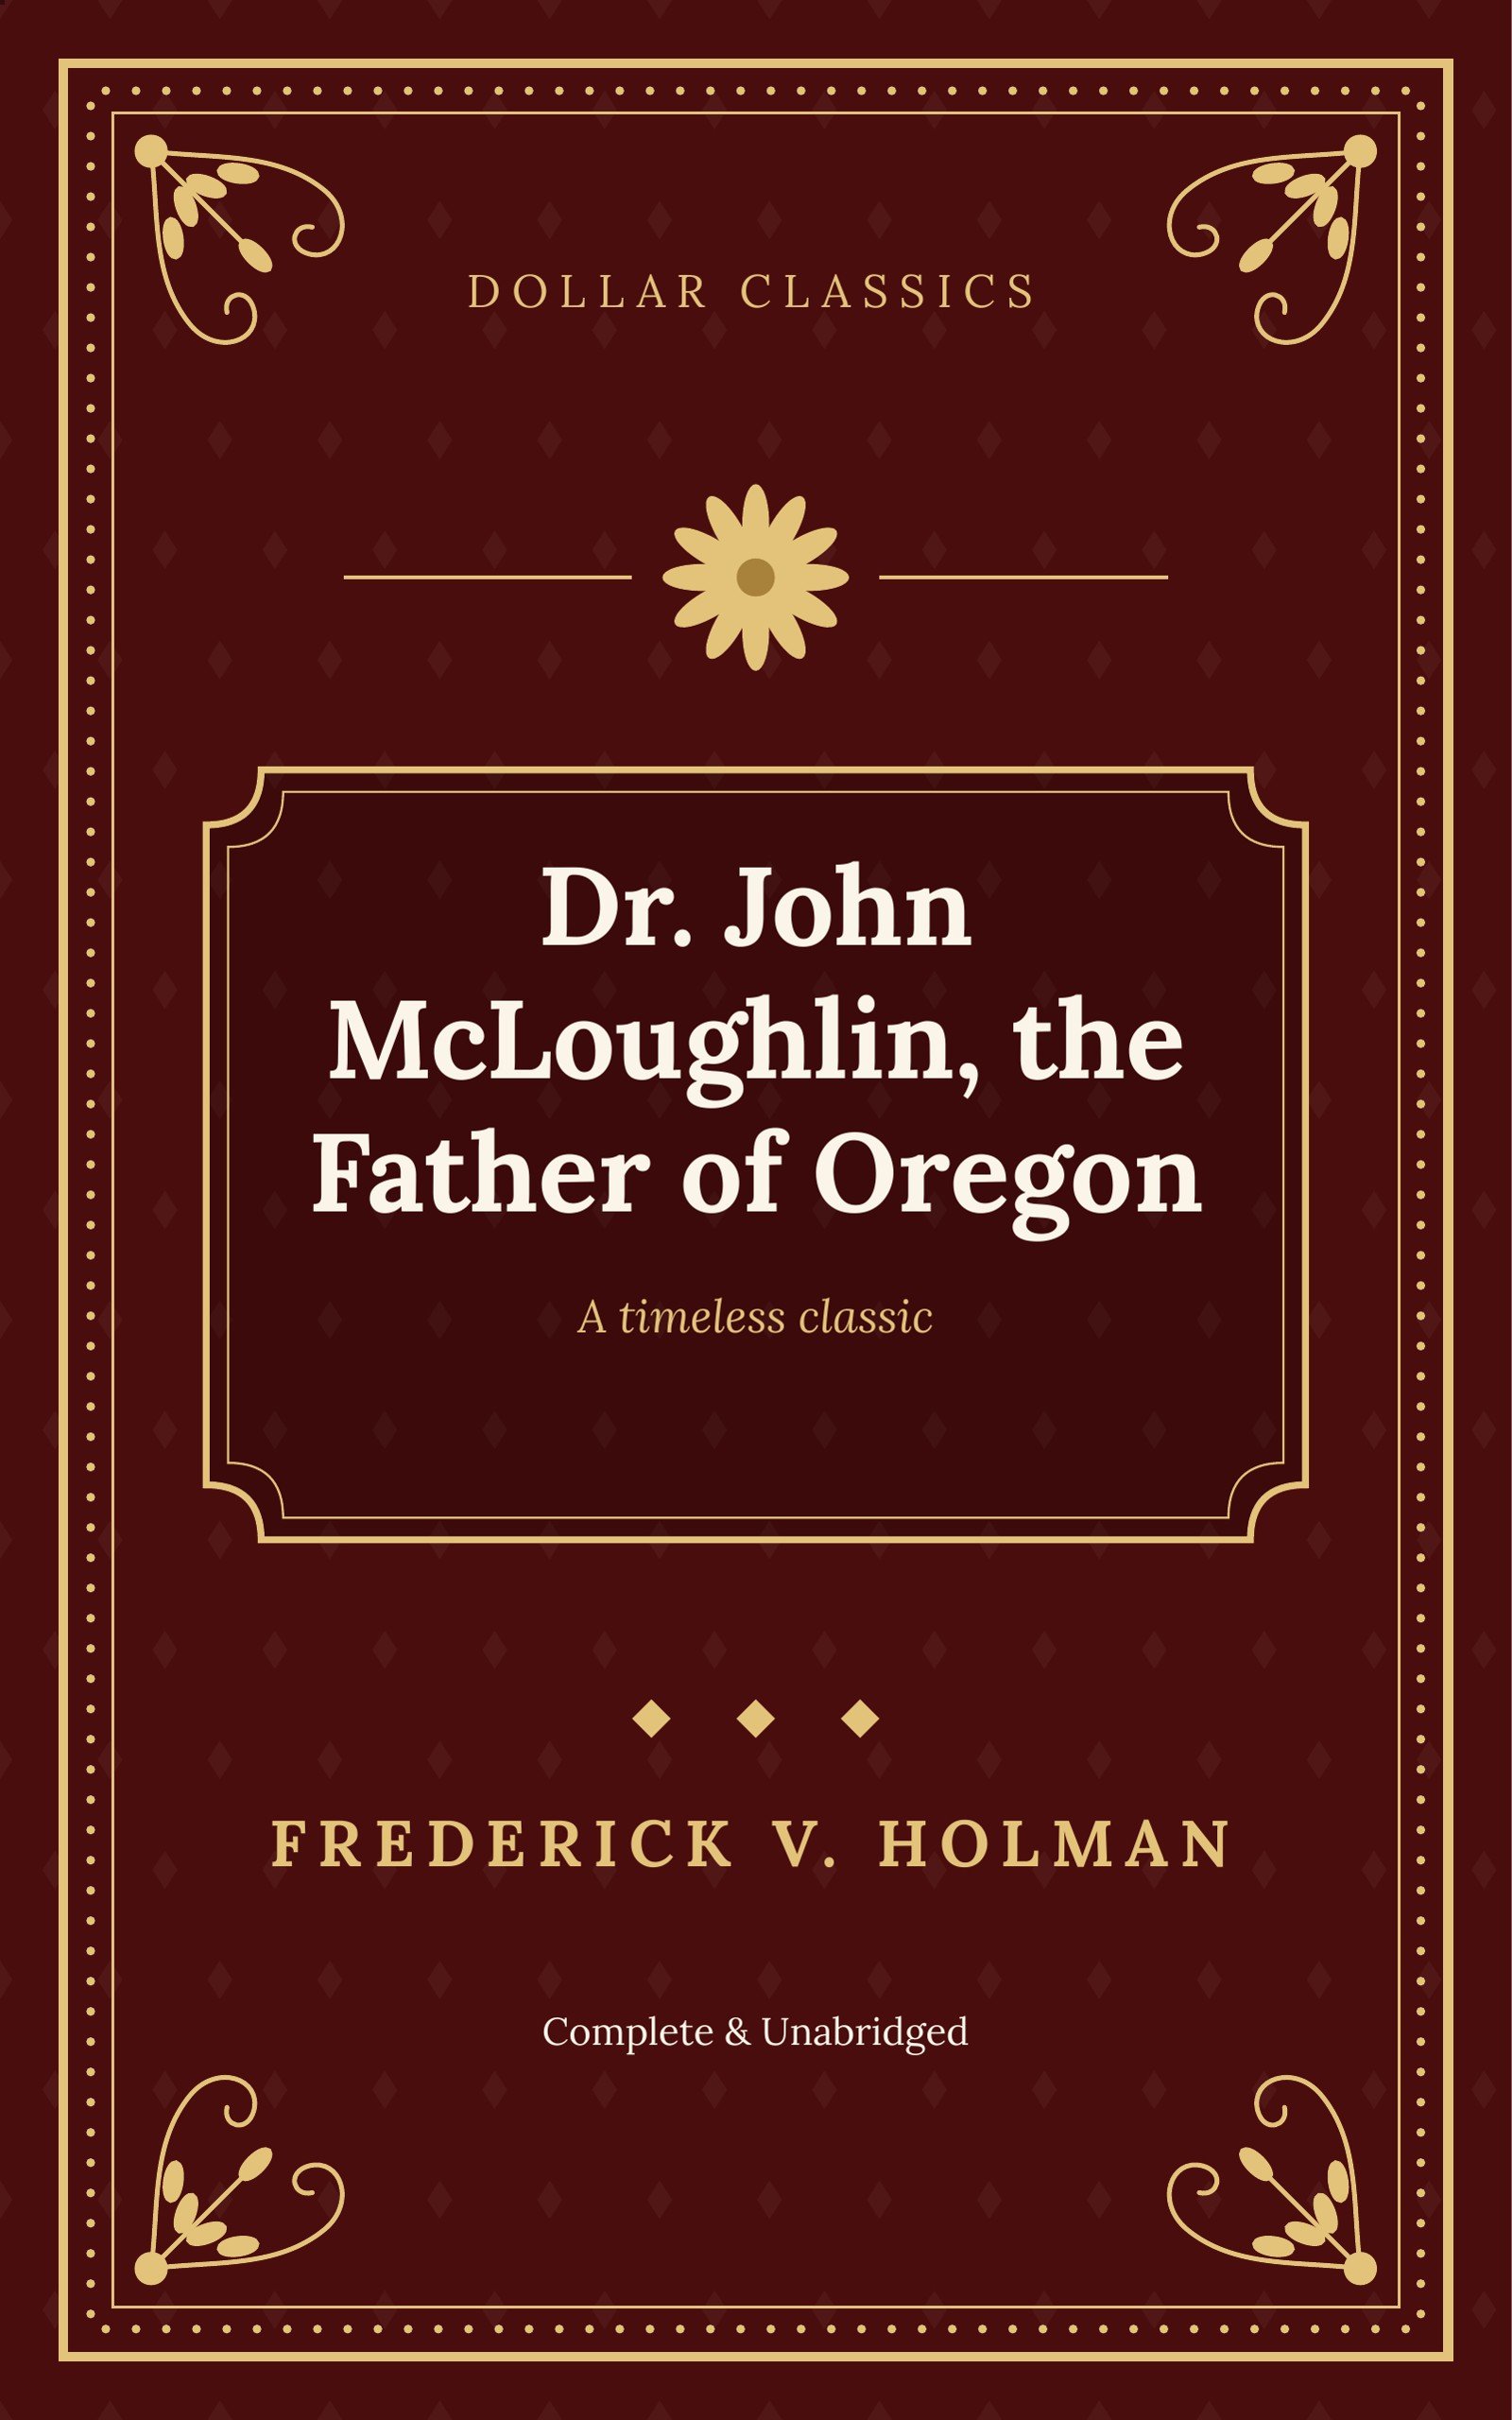 DOLLAR CLASSICS
Dr. John
McLoughlin, the
Father of Oregon
A timeless classic
FREDERICK V. HOLMAN
Complete & Unabridged